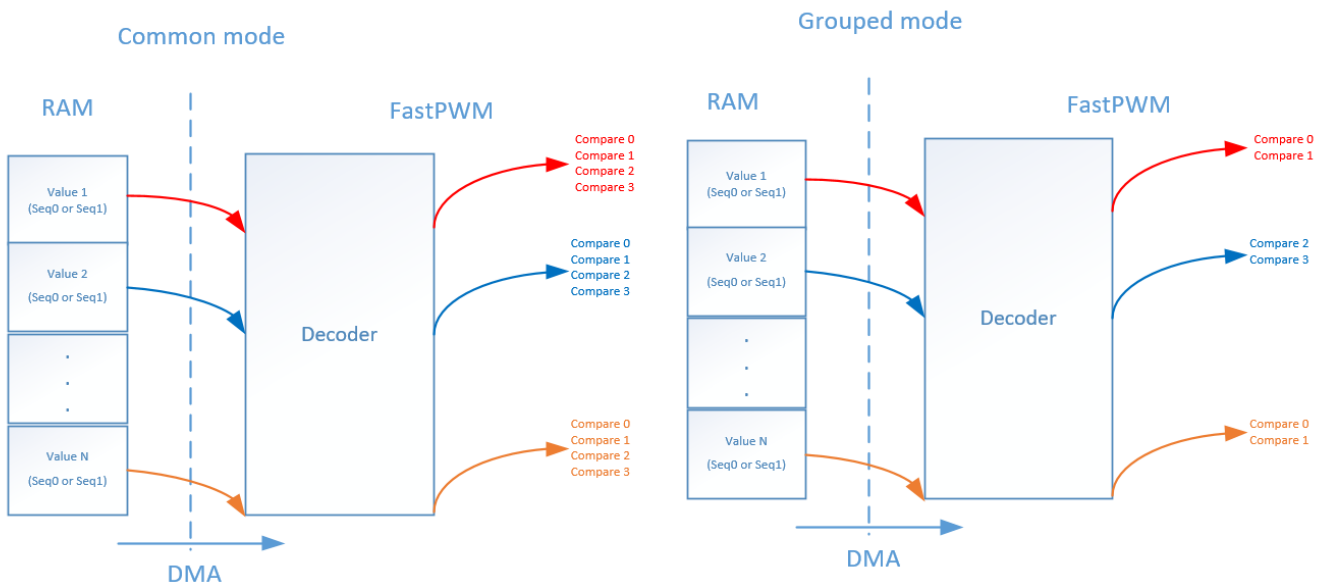 Common mode
RAM
FastPWM
Value 1
(Seq0 or Seq1)
Value 2
(Seq0 or Seq1)
.
.
.
Value N
(Seq0 or Seq1)
Decoder
Compare 0
Compare 1
Compare 2
Compare 3
Compare 0
Compare 1
Compare 2
Compare 3
Compare 0
Compare 1
Compare 2
Compare 3
DMA
Grouped mode
RAM
FastPWM
Value 1
(Seq0 or Seq1)
Value 2
(Seq0 or Seq1)
.
.
.
Value N
(Seq0 or Seq1)
Decoder
Compare 0
Compare 1
Compare 2
Compare 3
Compare 0
Compare 1
DMA